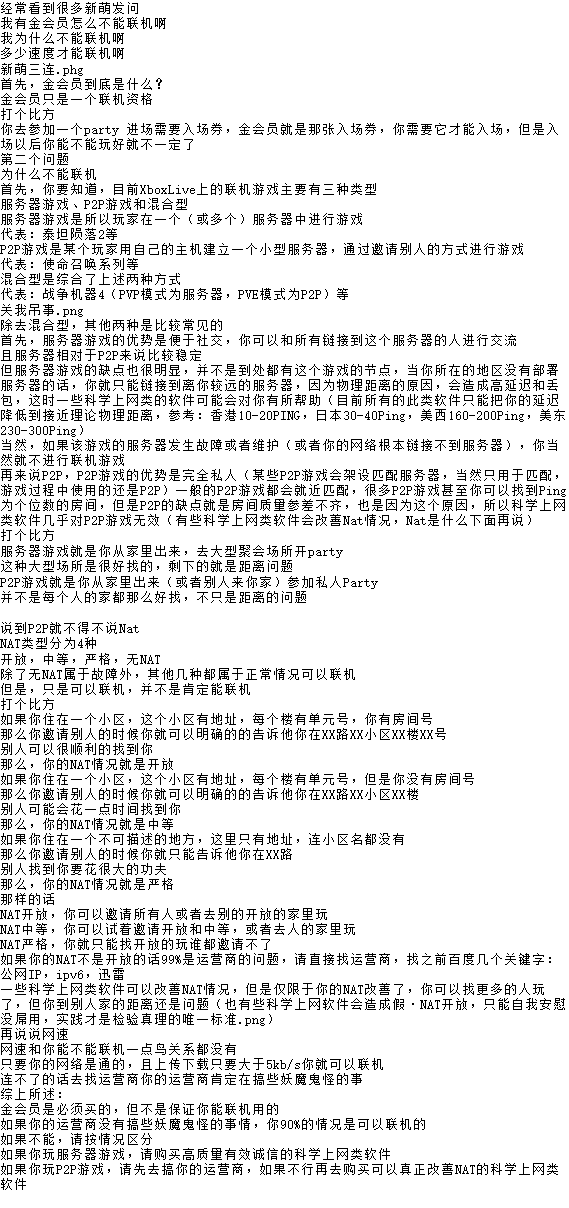 经常看到很多新萌发问
我有金会员怎么不能联机啊
我为什么不能联机啊
多少速度才能联机啊
新萌三连.phg
首先，金会员到底是什么？
金会员只是一个联机资格
打个比方
你去参加一个party 进场需要入场券，金会员就是那张入场券，你需要它才能入场，但是入
场以后你能不能玩好就不一定了
第二个问题
为什么不能联机
首先，你要知道，目前XboxLive上的联机游戏主要有三种类型
服务器游戏、P2P游戏和混合型
服务器游戏是所以玩家在一个（或多个）服务器中进行游戏
代表：泰坦陨落2等
P2P游戏是某个玩家用自己的主机建立一个小型服务器，通过邀请别人的方式进行游戏
代表：使命召唤系列等
混合型是综合了上述两种方式
代表：战争机器4（PVP模式为服务器，PVE模式为P2P）等
关我吊事.png
除去混合型，其他两种是比较常见的
首先，服务器游戏的优势是便于社交，你可以和所有链接到这个服务器的人进行交流
且服务器相对于P2P来说比较稳定
但服务器游戏的缺点也很明显，并不是到处都有这个游戏的节点，当你所在的地区没有部署
服务器的话，你就只能链接到离你较远的服务器，因为物理距离的原因，会造成高延迟和丢
包，这时一些科学上网类的软件可能会对你有所帮助（目前所有的此类软件只能把你的延迟
降低到接近理论物理距离，参考：香港10-20PING，日本30-40Ping，美西160-200Ping，美东
230-300Ping）
当然，如果该游戏的服务器发生故障或者维护（或者你的网络根本链接不到服务器），你当
然就不进行联机游戏
再来说P2P，P2P游戏的优势是完全私人（某些P2P游戏会架设匹配服务器，当然只用于匹配，
游戏过程中使用的还是P2P）一般的P2P游戏都会就近匹配，很多P2P游戏甚至你可以找到Ping
为个位数的房间，但是P2P的缺点就是房间质量参差不齐，也是因为这个原因，所以科学上网
类软件几乎对P2P游戏无效（有些科学上网类软件会改善Nat情况，Nat是什么下面再说）
打个比方
服务器游戏就是你从家里出来，去大型聚会场所开party
这种大型场所是很好找的，剩下的就是距离问题
P2P游戏就是你从家里出来（或者别人来你家）参加私人Party
并不是每个人的家都那么好找，不只是距离的问题
说到P2P就不得不说Nat
NAT类型分为4种
开放，中等，严格，无NAT
除了无NAT属于故障外，其他几种都属于正常情况可以联机
但是，只是可以联机，并不是肯定能联机
打个比方
如果你住在一个小区，这个小区有地址，每个楼有单元号，你有房间号
那么你邀请别人的时候你就可以明确的的告诉他你在XX路XX小区XX楼XX号
别人可以很顺利的找到你
那么，你的NAT情况就是开放
如果你住在一个小区，这个小区有地址，每个楼有单元号，但是你没有房间号
那么你邀请别人的时候你就可以明确的的告诉他你在XX路XX小区XX楼
别人可能会花一点时间找到你
那么，你的NAT情况就是中等
如果你住在一个不可描述的地方，这里只有地址，连小区名都没有
那么你邀请别人的时候你就只能告诉他你在XX路
别人找到你要花很大的功夫
那么，你的NAT情况就是严格
那样的话
NAT开放，你可以邀请所有人或者去别的开放的家里玩
NAT中等，你可以试着邀请开放和中等，或者去人的家里玩
NAT严格，你就只能找开放的玩谁都邀请不了
如果你的NAT不是开放的话99%是运营商的问题，请直接找运营商，找之前百度几个关键字：
公网IP，ipv6，迅雷
一些科学上网类软件可以改善NAT情况，但是仅限于你的NAT改善了，你可以找更多的人玩
了，但你到别人家的距离还是问题（也有些科学上网软件会造成假·NAT开放，只能自我安慰
没屌用，实践才是检验真理的唯一标准.png）
再说说网速
网速和你能不能联机一点鸟关系都没有
只要你的网络是通的，且上传下载只要大于5kb/s你就可以联机
连不了的话去找运营商你的运营商肯定在搞些妖魔鬼怪的事
综上所述：
金会员是必须买的，但不是保证你能联机用的
如果你的运营商没有搞些妖魔鬼怪的事情，你90%的情况是可以联机的
如果不能，请按情况区分
如果你玩服务器游戏，请购买高质量有效诚信的科学上网类软件
如果你玩P2P游戏，请先去搞你的运营商，如果不行再去购买可以真正改善NAT的科学上网类
软件